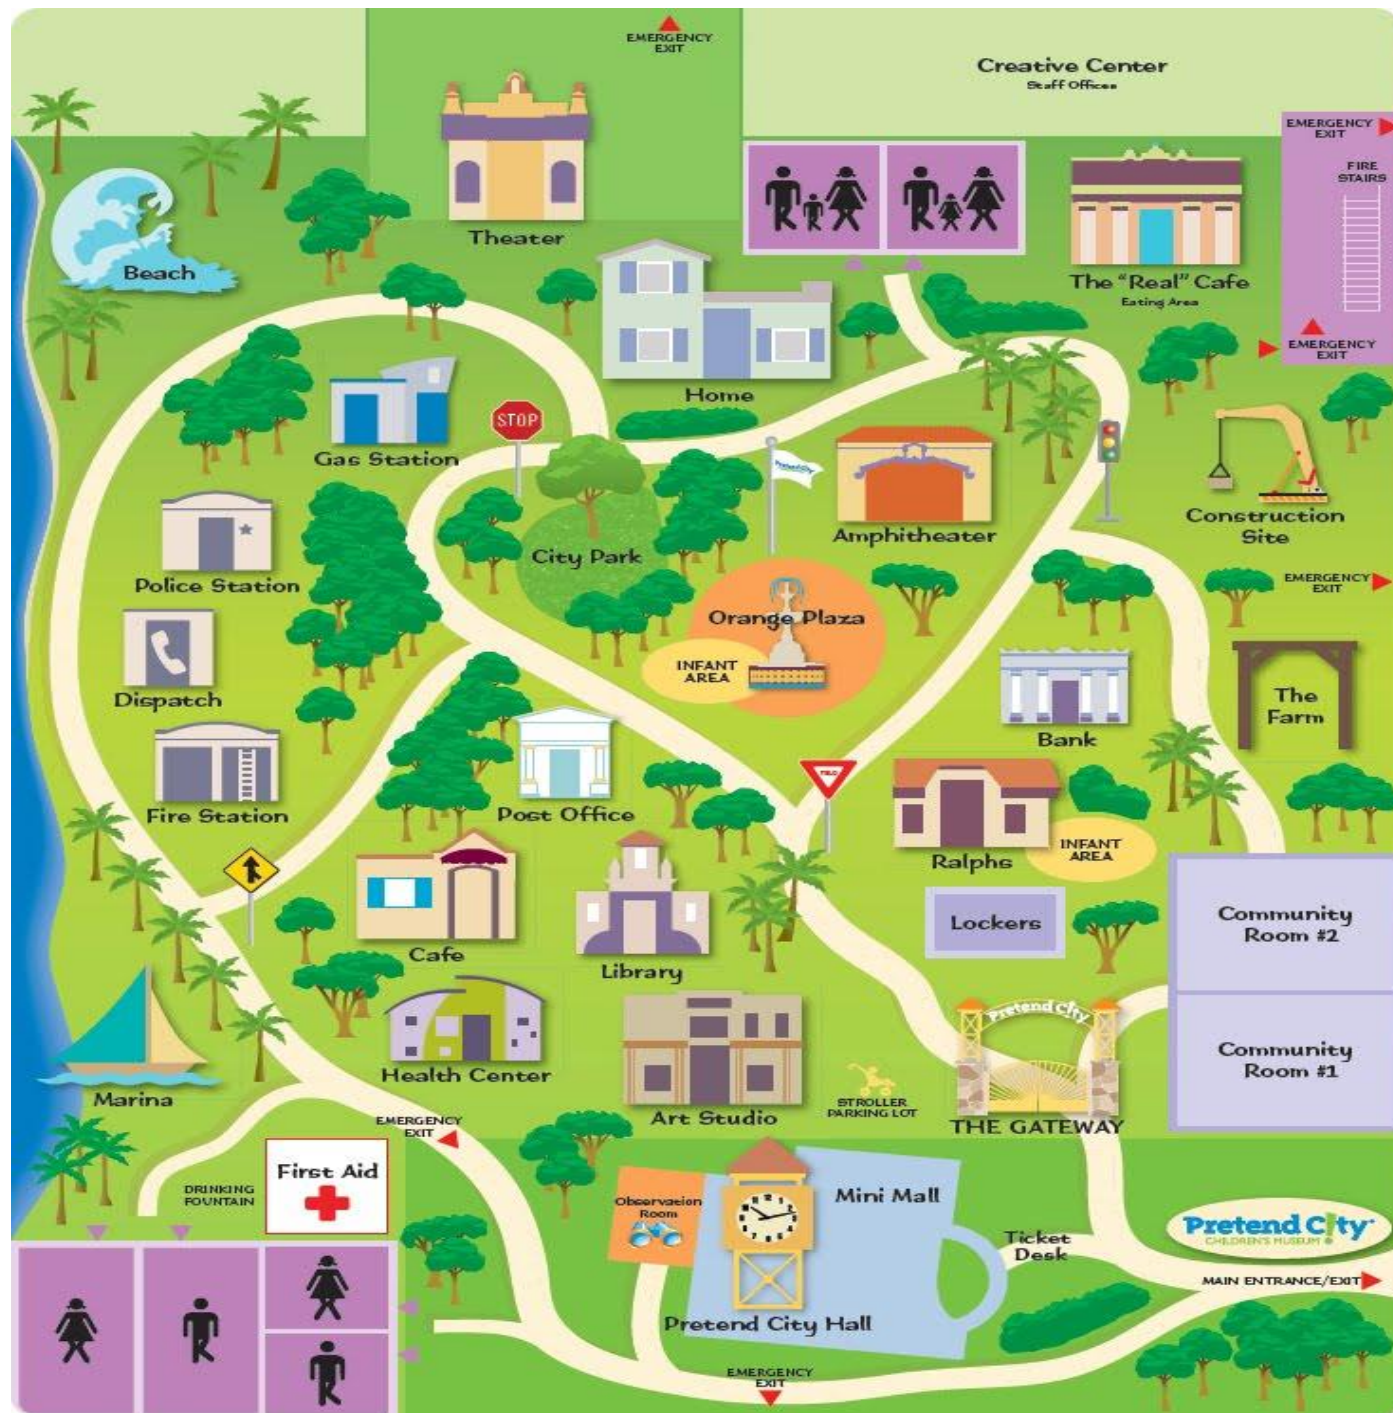 EMERGENCY
EXIT
Creative Center
Staff Offices
EMERGENCY
EXIT
FIRE
STAIRS
Theater
Beach
The "Real" Cafe
Eating Area
EMERGENCY
EXIT
Home
STOP
Gas Station
Pretend City
Amphitheater
Construction
Site
City Park
Police Station
EMERGENCY
EXIT
Orange Plaza
INFANT
AREA
Dispatch
The
Farm
Bank
YIELD
Fire Station
Post Office
Ralphs
INFANT
AREA
Lockers
Community
Room #2
Cafe
Library
Pretend City
Community
Room #1
Health Center
Marina
Art Studio
STROLLER
PARKING LOT
THE GATEWAY
EMERGENCY
EXIT
First Aid
DRINKING
FOUNTAIN
Observation
Room
Mini Mall
Ticket
Desk
Pretend City
CHILDREN'S MUSEUM
MAIN ENTRANCE/EXIT
Pretend City Hall
EMERGENCY
EXIT